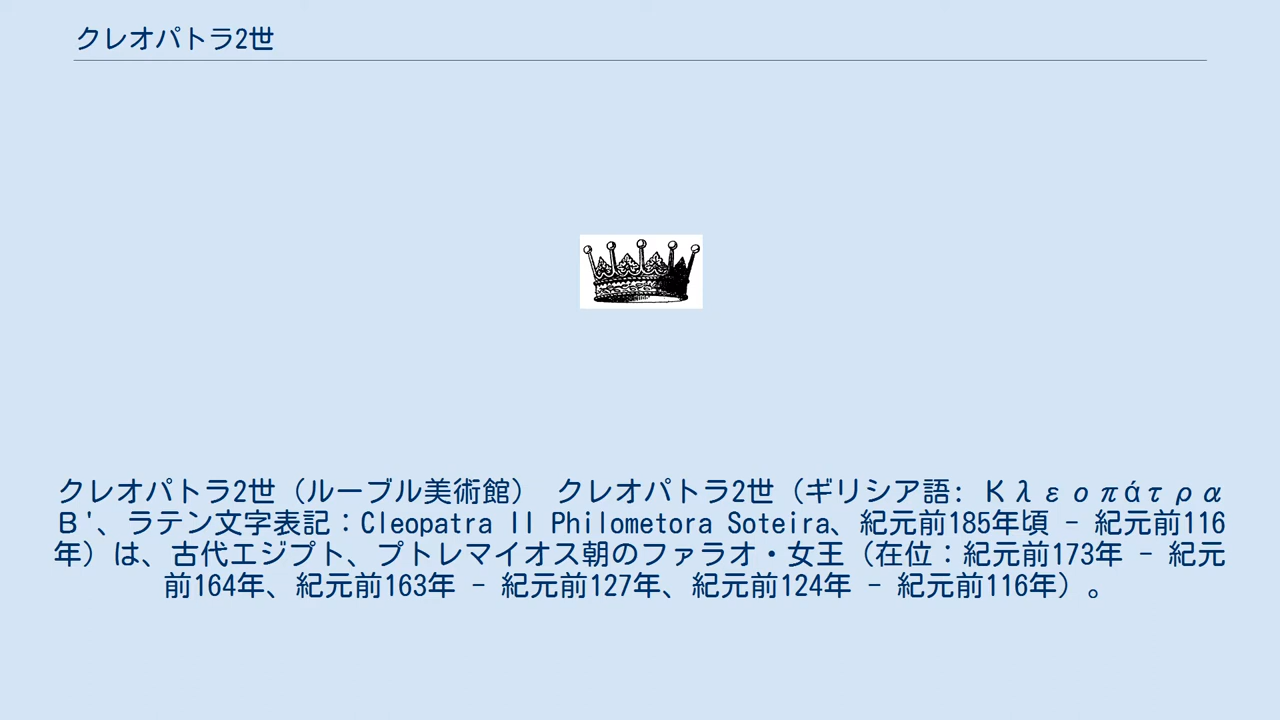 クレオパトラ2世
クレオパトラ2世（ルーブル美術館）　クレオパトラ2世（ギリシア語: Κλεοπάτρα
Β'、ラテン文字表記：Cleopatra II Philometora Soteira、紀元前185年頃 - 紀元前116
年）は、古代エジプト、プトレマイオス朝のファラオ・女王（在位：紀元前173年 - 紀元
前164年、紀元前163年 - 紀元前127年、紀元前124年 - 紀元前116年）。